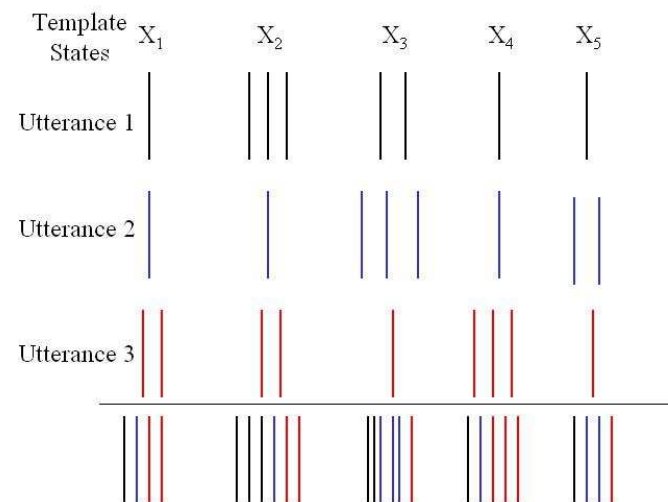 Template
States
X₁ X₂ X₃ X₄ X₅
Utterance 1
Utterance 2
Utterance 3